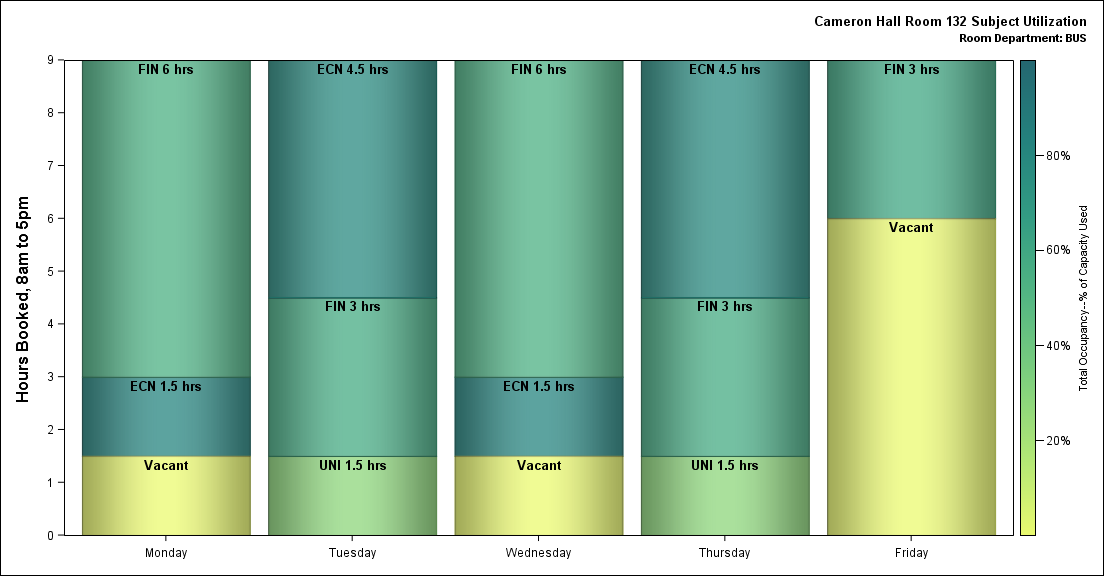 Cameron Hall Room 132 Subject Utilization
Room Department: BUS
Hours Booked, 8am to 5pm
9
8
7
6
5
4
3
2
1
0
FIN 6 hrs
ECN 1.5 hrs
Vacant
ECN 4.5 hrs
FIN 3 hrs
UNI 1.5 hrs
FIN 6 hrs
ECN 1.5 hrs
Vacant
ECN 4.5 hrs
FIN 3 hrs
UNI 1.5 hrs
FIN 3 hrs
Vacant
Monday
Tuesday
Wednesday
Thursday
Friday
80%
60%
40%
20%
Total Occupancy--% of Capacity Used